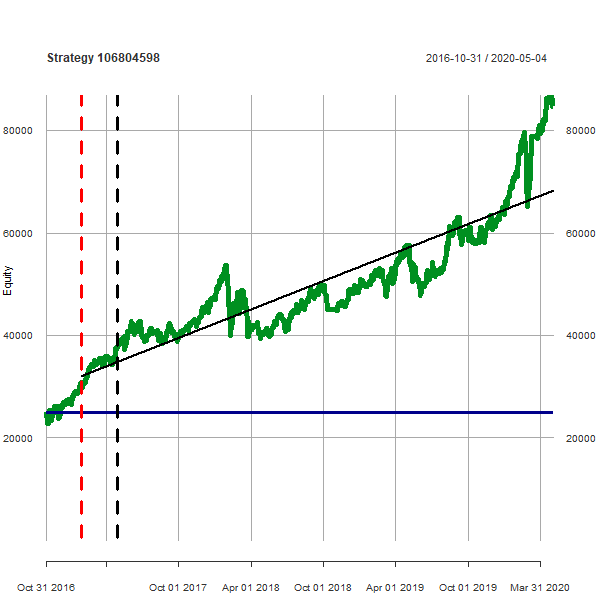 Strategy 106804598
2016-10-31 / 2020-05-04
80000
80000
60000
60000
Equity
40000
40000
20000
20000
Oct 31 2016
Oct 01 2017
Apr 01 2018
Oct 01 2018
Apr 01 2019
Oct 01 2019
Mar 31 2020